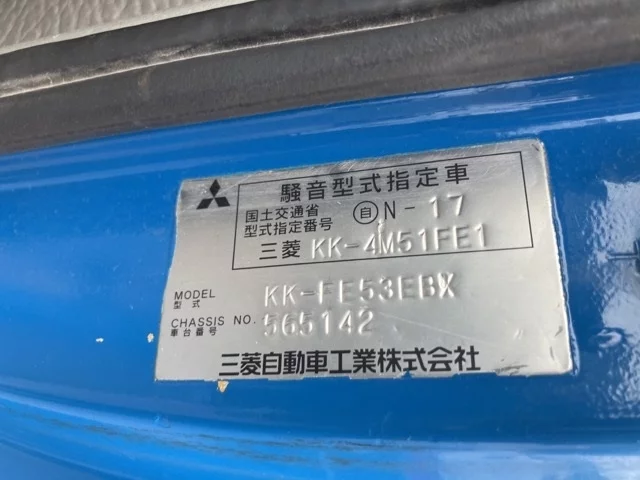 騒音型式指定車
国土交通省
型式指定番号 自 N-17
三菱 KK-4M51FE1
MODEL 型式 KK-FE53EBX
CHASSIS NO. 車台番号 565142
三菱自動車工業株式会社